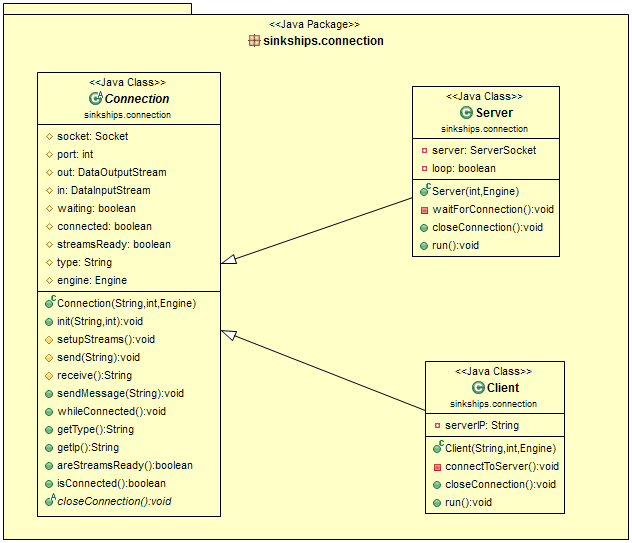 <<Java Package>>
sinkships.connection
<<Java Class>>
Connection
sinkships.connection
socket: Socket
port: int
out: DataOutputStream
in: DataInputStream
waiting: boolean
connected: boolean
streamsReady: boolean
type: String
engine: Engine
Connection(String,int,Engine)
init(String,int):void
setupStreams():void
send(String):void
receive():String
sendMessage(String):void
whileConnected():void
getType():String
getIp():String
areStreamsReady():boolean
isConnected():boolean
closeConnection():void
<<Java Class>>
Server
sinkships.connection
server: ServerSocket
loop: boolean
Server(int,Engine)
waitForConnection():void
closeConnection():void
run():void
<<Java Class>>
Client
sinkships.connection
serverIP: String
Client(String,int,Engine)
connectToServer():void
closeConnection():void
run():void